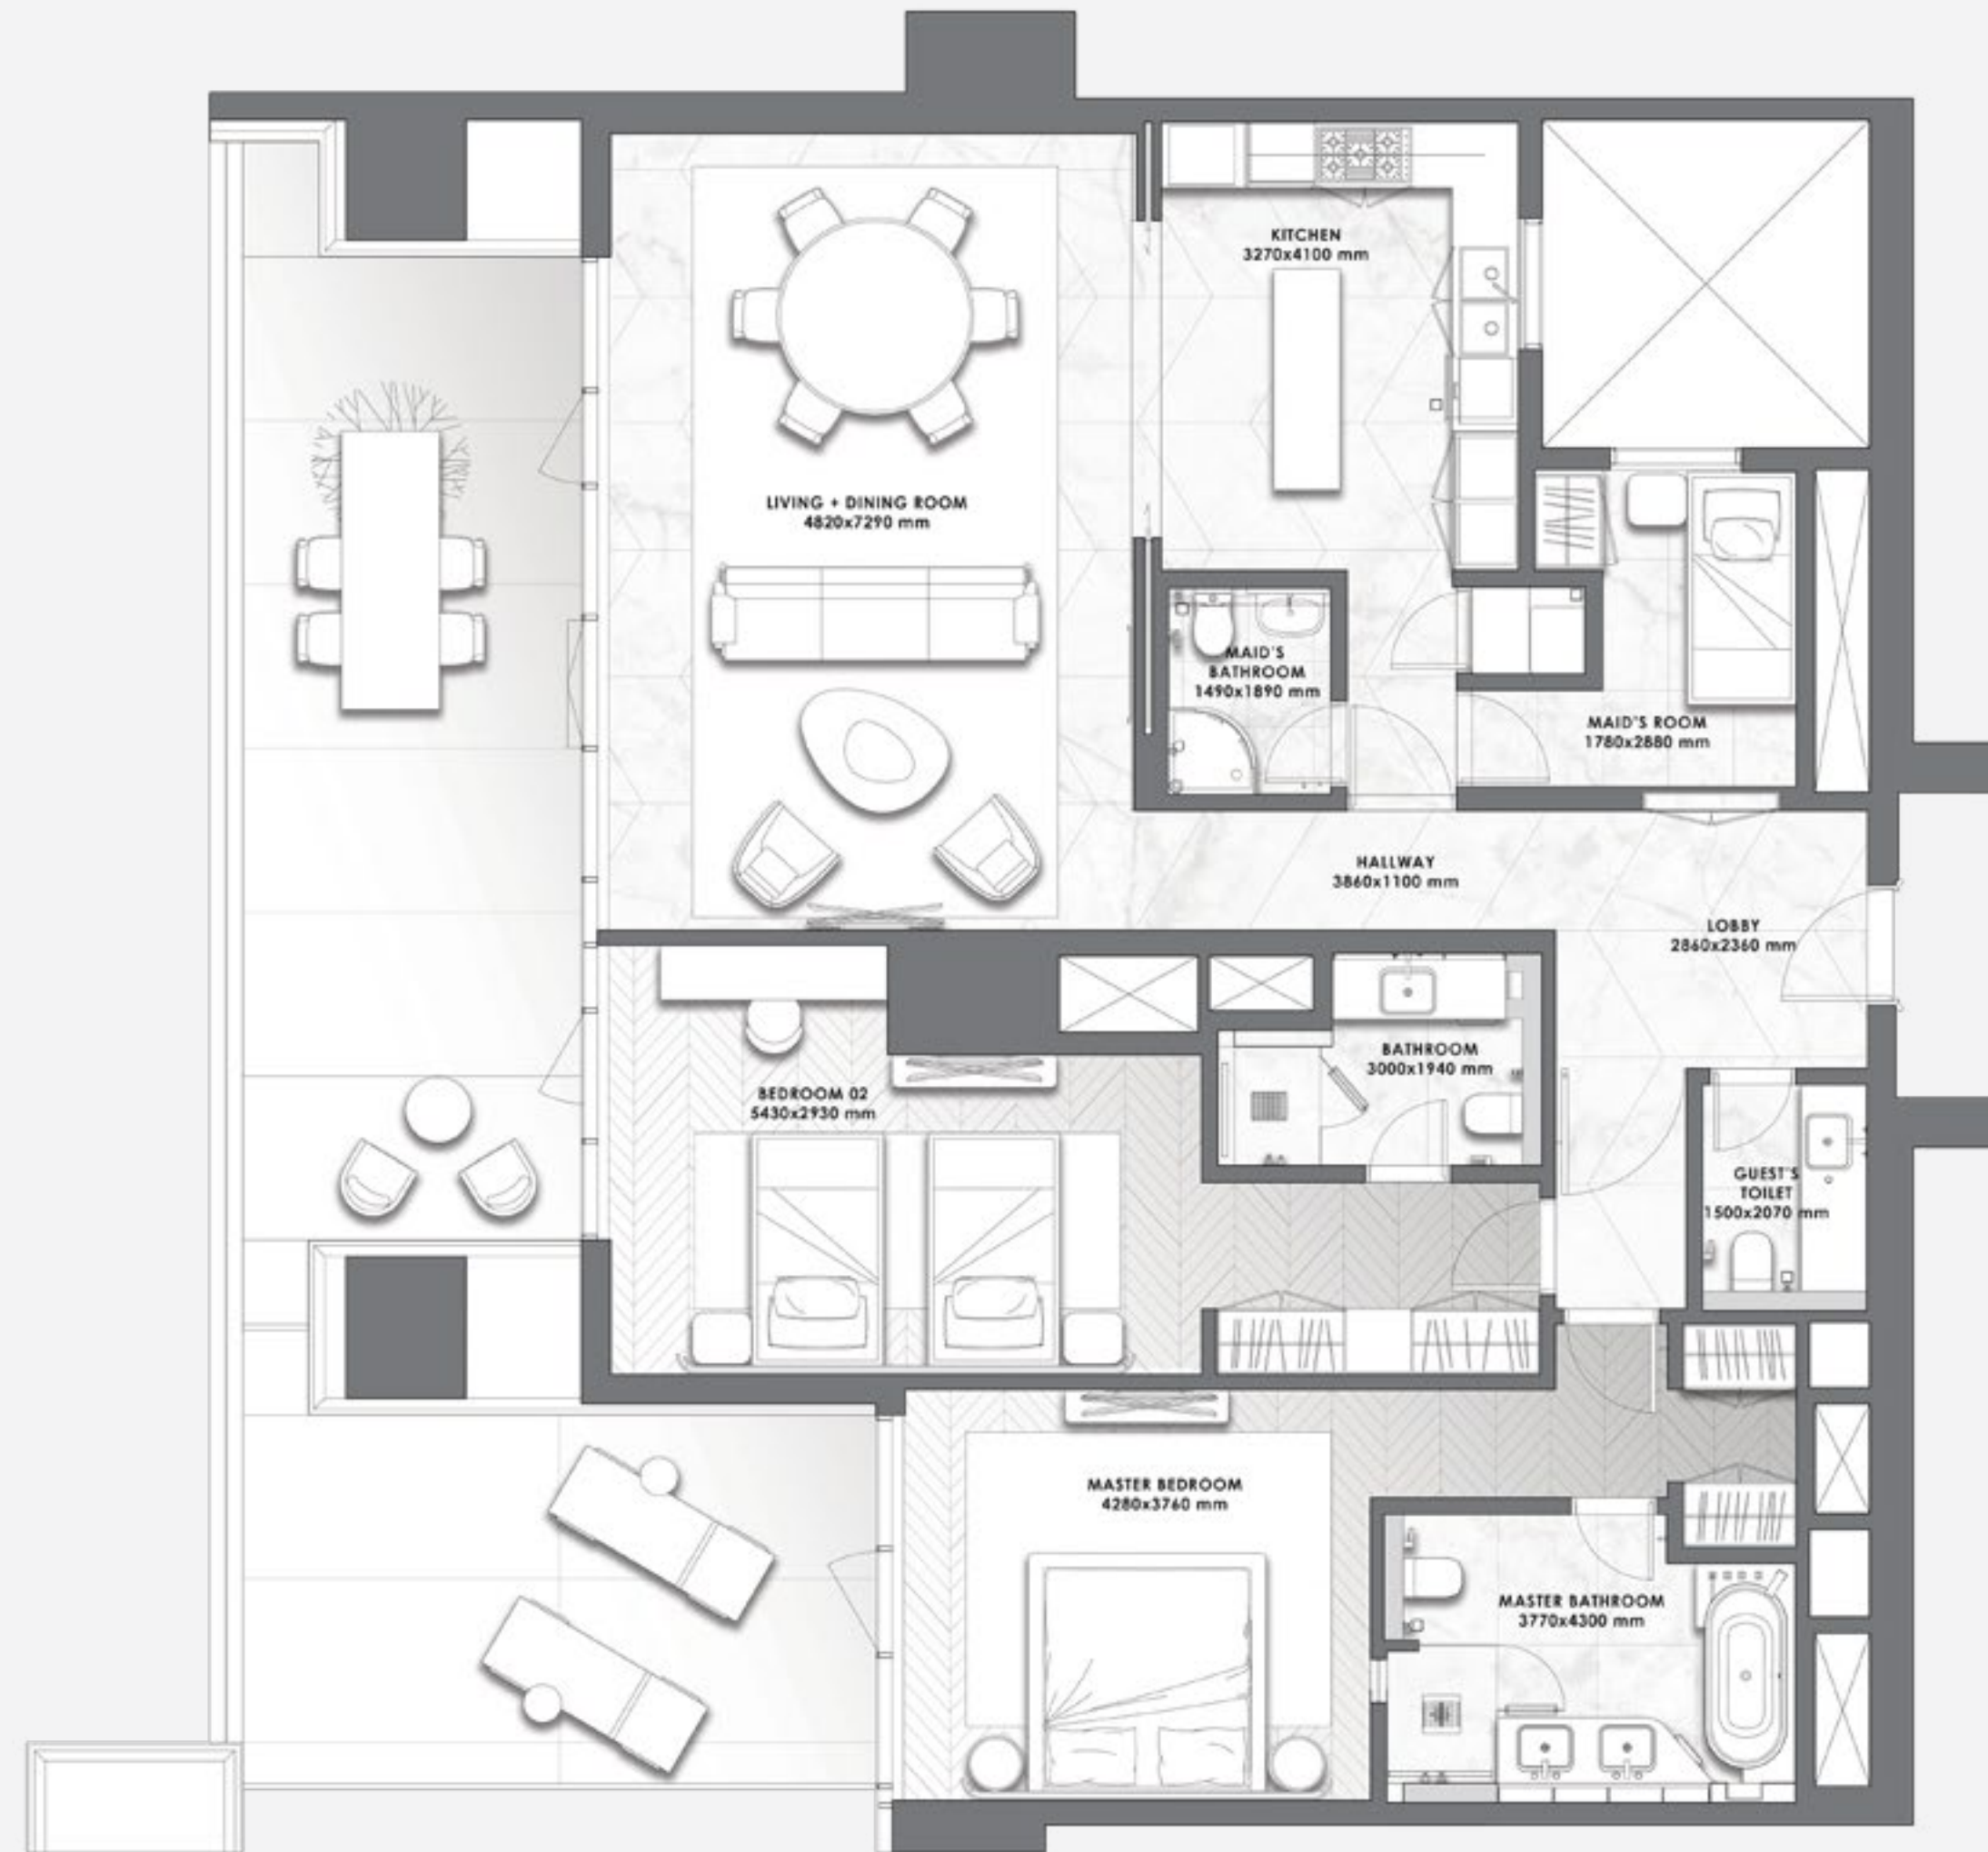 KITCHEN
3270x4100 mm
LIVING + DINING ROOM
4820x7290 mm
MAID'S
BATHROOM
1490x1890 mm
MAID'S ROOM
1780x2880 mm
HALLWAY
3860x1100 mm
LOBBY
2860x2360 mm
BATHROOM
3000x1940 mm
BEDROOM 02
5430x2930 mm
GUEST'S
TOILET
1500x2070 mm
MASTER BEDROOM
4280x3760 mm
MASTER BATHROOM
3770x4300 mm